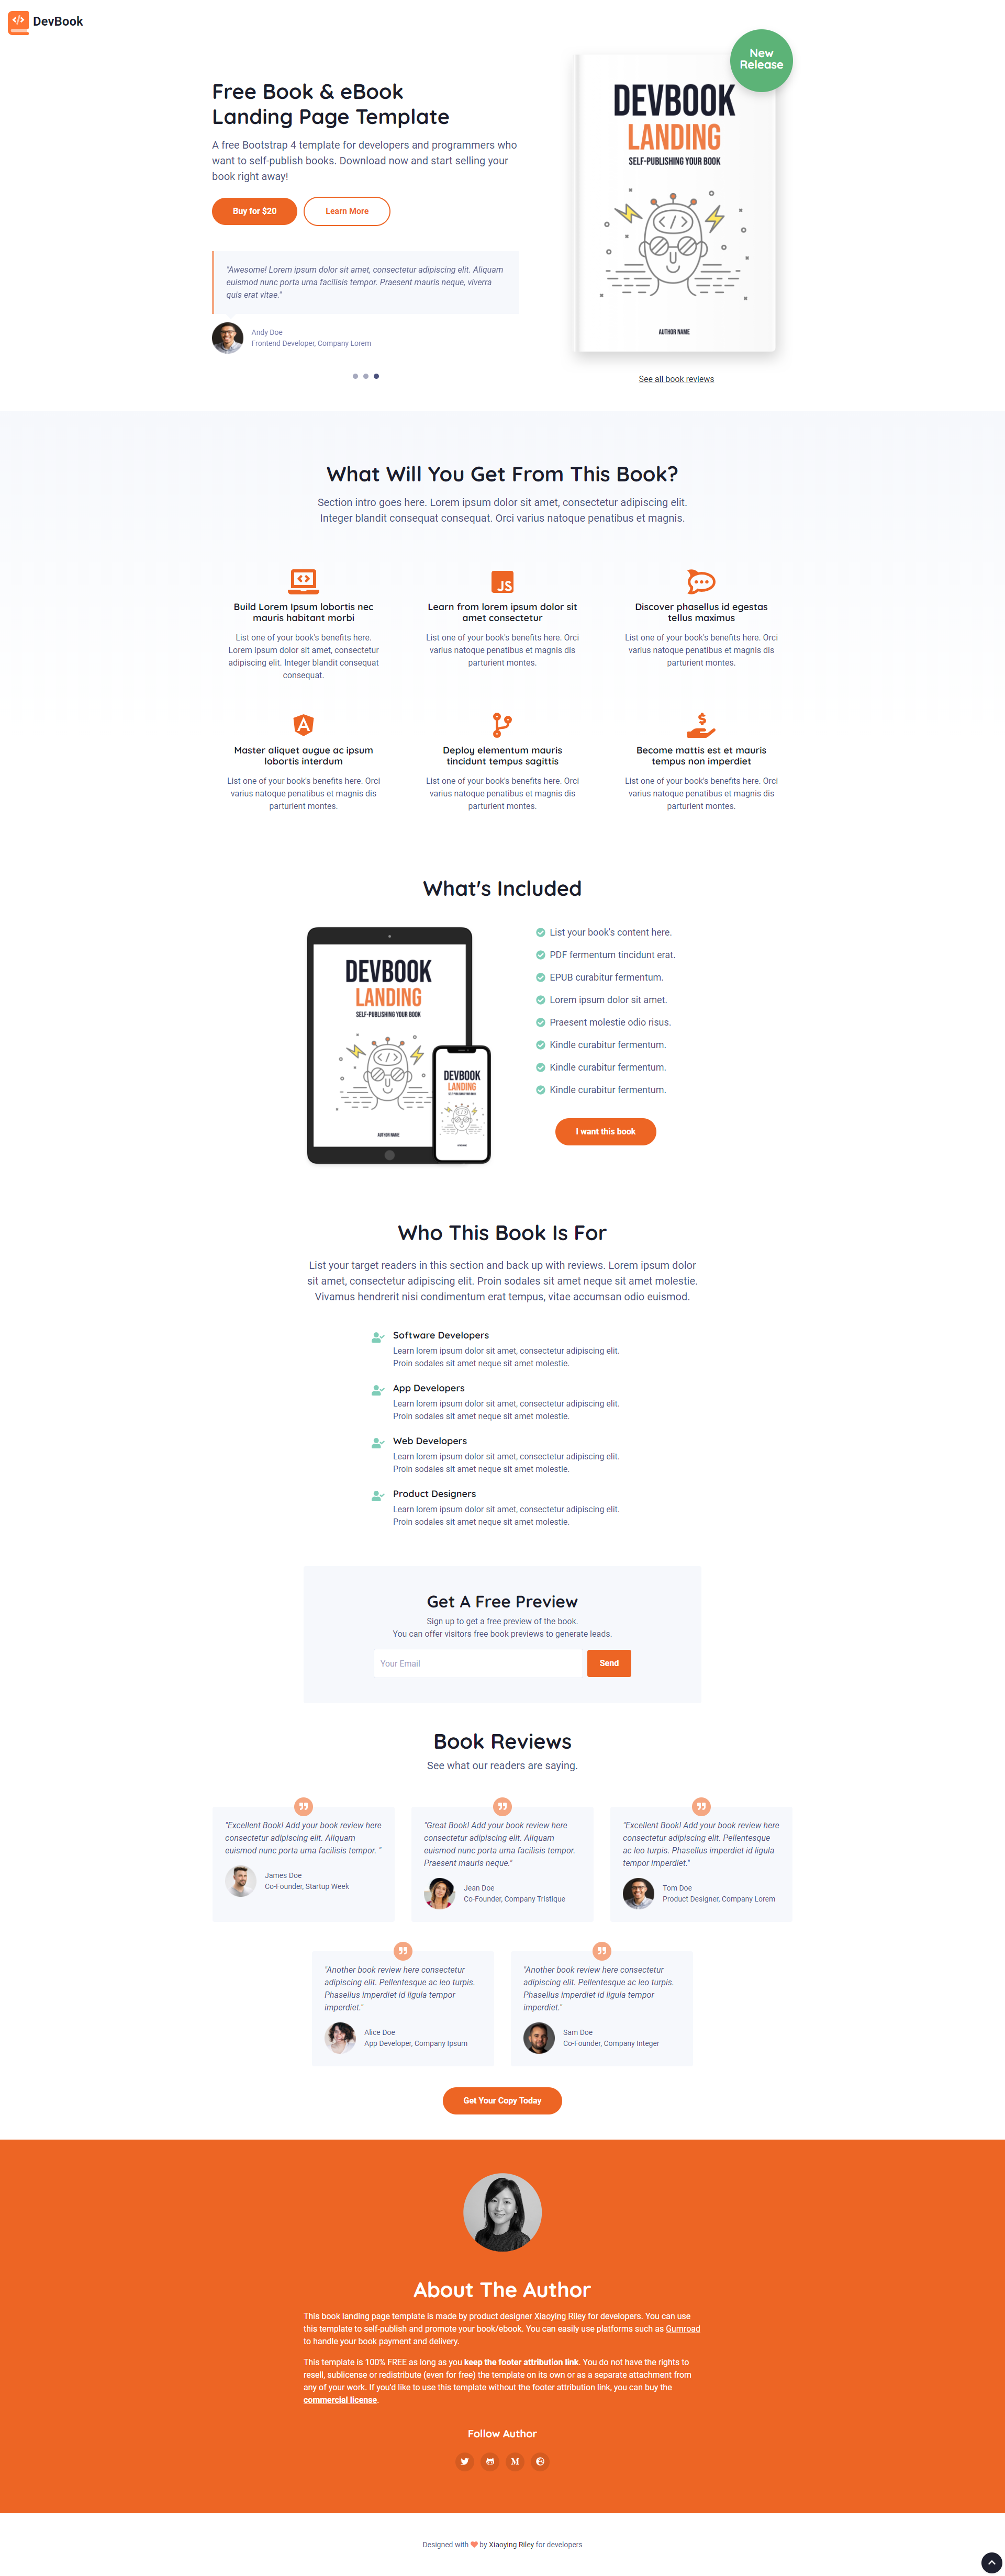 DevBook
New
Release
DEVBOOK
LANDING
SELF-PUBLISHING YOUR BOOK
AUTHOR NAME
Free Book & eBook
Landing Page Template
A free Bootstrap 4 template for developers and programmers who
want to self-publish books. Download now and start selling your
book right away!
Buy for $20
Learn More
"Awesome! Lorem ipsum dolor sit amet, consectetur adipiscing elit. Aliquam
euismod nunc porta urna facilisis tempor. Praesent mauris neque, viverra
quis erat vitae."
Andy Doe
Frontend Developer, Company Lorem
See all book reviews
What Will You Get From This Book?
Section intro goes here. Lorem ipsum dolor sit amet, consectetur adipiscing elit.
Integer blandit consequat consequat. Orci varius natoque penatibus et magnis.
JS
Build Lorem Ipsum lobortis nec
mauris habitant morbi
List one of your book's benefits here.
Lorem ipsum dolor sit amet, consectetur
adipiscing elit. Integer blandit consequat
consequat.
Learn from lorem ipsum dolor sit
amet consectetur
List one of your book's benefits here. Orci
varius natoque penatibus et magnis dis
parturient montes.
Discover phasellus id egestas
tellus maximus
List one of your book's benefits here. Orci
varius natoque penatibus et magnis dis
parturient montes.
Master aliquet augue ac ipsum
lobortis interdum
List one of your book's benefits here. Orci
varius natoque penatibus et magnis dis
parturient montes.
Deploy elementum mauris
tincidunt tempus sagittis
List one of your book's benefits here. Orci
varius natoque penatibus et magnis dis
parturient montes.
Become mattis est et mauris
tempus non imperdiet
List one of your book's benefits here. Orci
varius natoque penatibus et magnis dis
parturient montes.
What's Included
DEVBOOK
LANDING
SELF-PUBLISHING YOUR BOOK
AUTHOR NAME
DEVBOOK
LANDING
SELF-PUBLISHING YOUR BOOK
AUTHOR NAME
List your book's content here.
PDF fermentum tincidunt erat.
EPUB curabitur fermentum.
Lorem ipsum dolor sit amet.
Praesent molestie odio risus.
Kindle curabitur fermentum.
Kindle curabitur fermentum.
Kindle curabitur fermentum.
I want this book
Who This Book Is For
List your target readers in this section and back up with reviews. Lorem ipsum dolor
sit amet, consectetur adipiscing elit. Proin sodales sit amet neque sit amet molestie.
Vivamus hendrerit nisi condimentum erat tempus, vitae accumsan odio euismod.
Software Developers
Learn lorem ipsum dolor sit amet, consectetur adipiscing elit.
Proin sodales sit amet neque sit amet molestie.
App Developers
Learn lorem ipsum dolor sit amet, consectetur adipiscing elit.
Proin sodales sit amet neque sit amet molestie.
Web Developers
Learn lorem ipsum dolor sit amet, consectetur adipiscing elit.
Proin sodales sit amet neque sit amet molestie.
Product Designers
Learn lorem ipsum dolor sit amet, consectetur adipiscing elit.
Proin sodales sit amet neque sit amet molestie.
Get A Free Preview
Sign up to get a free preview of the book.
You can offer visitors free book previews to generate leads.
Your Email
Send
Book Reviews
See what our readers are saying.
"Excellent Book! Add your book review here
consectetur adipiscing elit. Aliquam
euismod nunc porta urna facilisis tempor. "
James Doe
Co-Founder, Startup Week
"Great Book! Add your book review here
consectetur adipiscing elit. Aliquam
euismod nunc porta urna facilisis tempor.
Praesent mauris neque."
Jean Doe
Co-Founder, Company Tristique
"Excellent Book! Add your book review here
consectetur adipiscing elit. Pellentesque
ac leo turpis. Phasellus imperdiet id ligula
tempor imperdiet."
Tom Doe
Product Designer, Company Lorem
"Another book review here consectetur
adipiscing elit. Pellentesque ac leo turpis.
Phasellus imperdiet id ligula tempor
imperdiet."
Alice Doe
App Developer, Company Ipsum
"Another book review here consectetur
adipiscing elit. Pellentesque ac leo turpis.
Phasellus imperdiet id ligula tempor
imperdiet."
Sam Doe
Co-Founder, Company Integer
Get Your Copy Today
About The Author
This book landing page template is made by product designer Xiaoying Riley for developers. You can use
this template to self-publish and promote your book/ebook. You can easily use platforms such as Gumroad
to handle your book payment and delivery.
This template is 100% FREE as long as you keep the footer attribution link. You do not have the rights to
resell, sublicense or redistribute (even for free) the template on its own or as a separate attachment from
any of your work. If you'd like to use this template without the footer attribution link, you can buy the
commercial license.
Follow Author
Designed with by Xiaoying Riley for developers